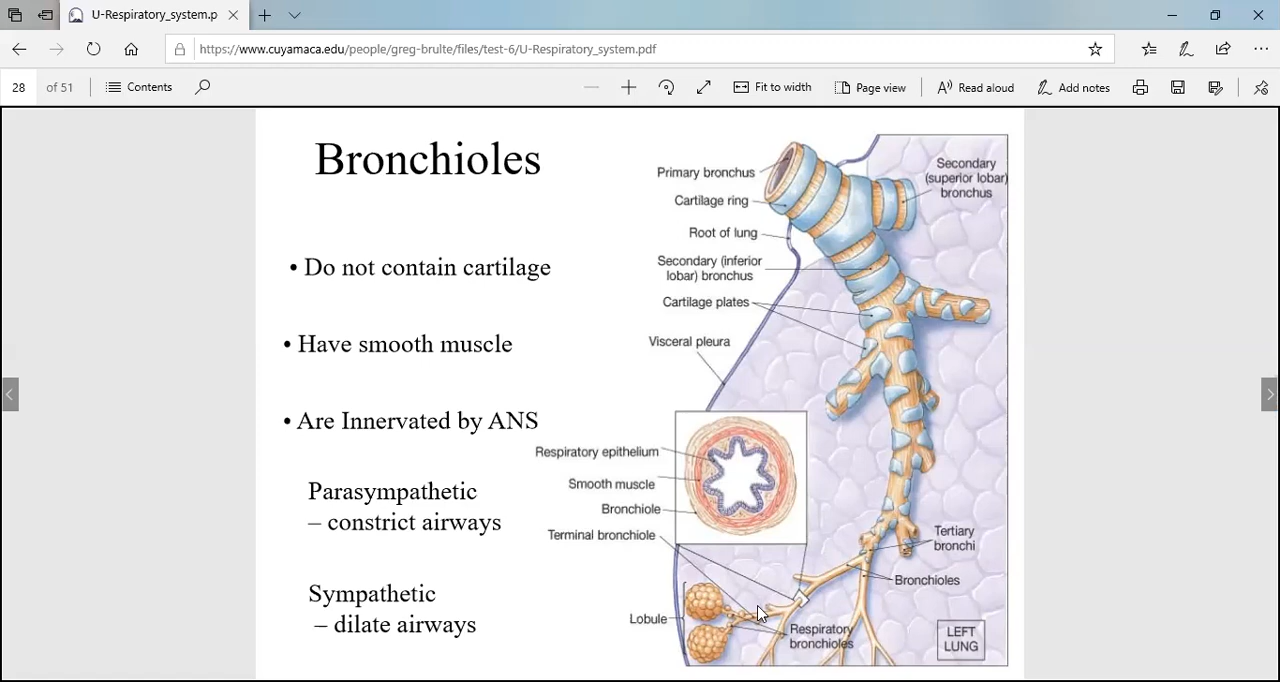 U-Respiratory_system.p
https://www.cuyamaca.edu/people/greg-brulte/files/test-6/U-Respiratory_system.pdf
28 of 51 Contents Fit to width Page view Read aloud Add notes
Bronchioles
• Do not contain cartilage
• Have smooth muscle
• Are Innervated by ANS
Parasympathetic
– constrict airways
Sympathetic
– dilate airways
Primary bronchus
Cartilage ring
Root of lung
Secondary (inferior
lobar) bronchus
Cartilage plates
Visceral pleura
Secondary
(superior lobar)
bronchus
Respiratory epithelium
Smooth muscle
Bronchiole
Terminal bronchiole
Lobule
Tertiary
bronchi
Bronchioles
Respiratory
bronchioles
LEFT
LUNG